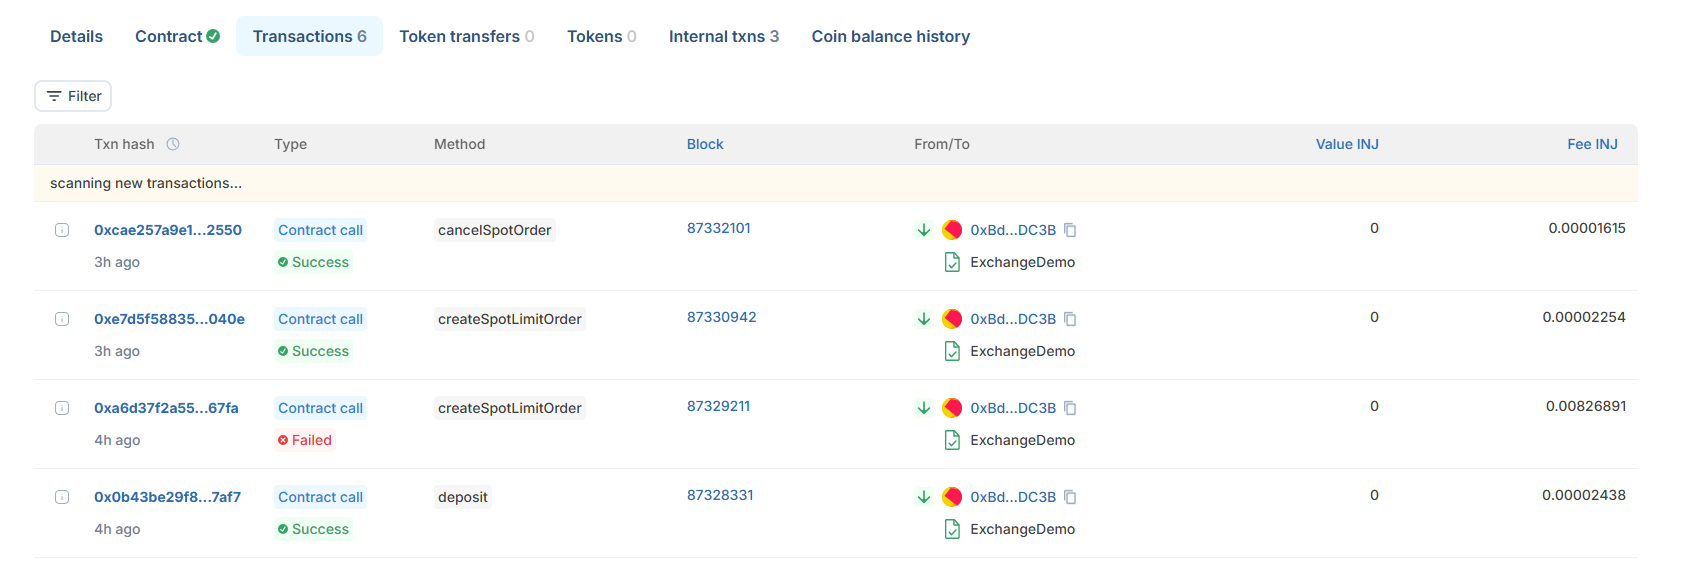 Details Contract Transactions 6 Token transfers 0 Tokens 0 Internal txns 3 Coin balance history
Filter
Txn hash Type Method Block From/To Value INJ Fee INJ
scanning new transactions...
0xcae257a9e1...2550 Contract call cancelSpotOrder 87332101 0xBd...DC3B 0 0.00001615
3h ago Success ExchangeDemo
0xe7d5f58835...040e Contract call createSpotLimitOrder 87330942 0xBd...DC3B 0 0.00002254
3h ago Success ExchangeDemo
0xa6d37f2a55...67fa Contract call createSpotLimitOrder 87329211 0xBd...DC3B 0 0.00826891
4h ago Failed ExchangeDemo
0x0b43be29f8...7af7 Contract call deposit 87328331 0xBd...DC3B 0 0.00002438
4h ago Success ExchangeDemo